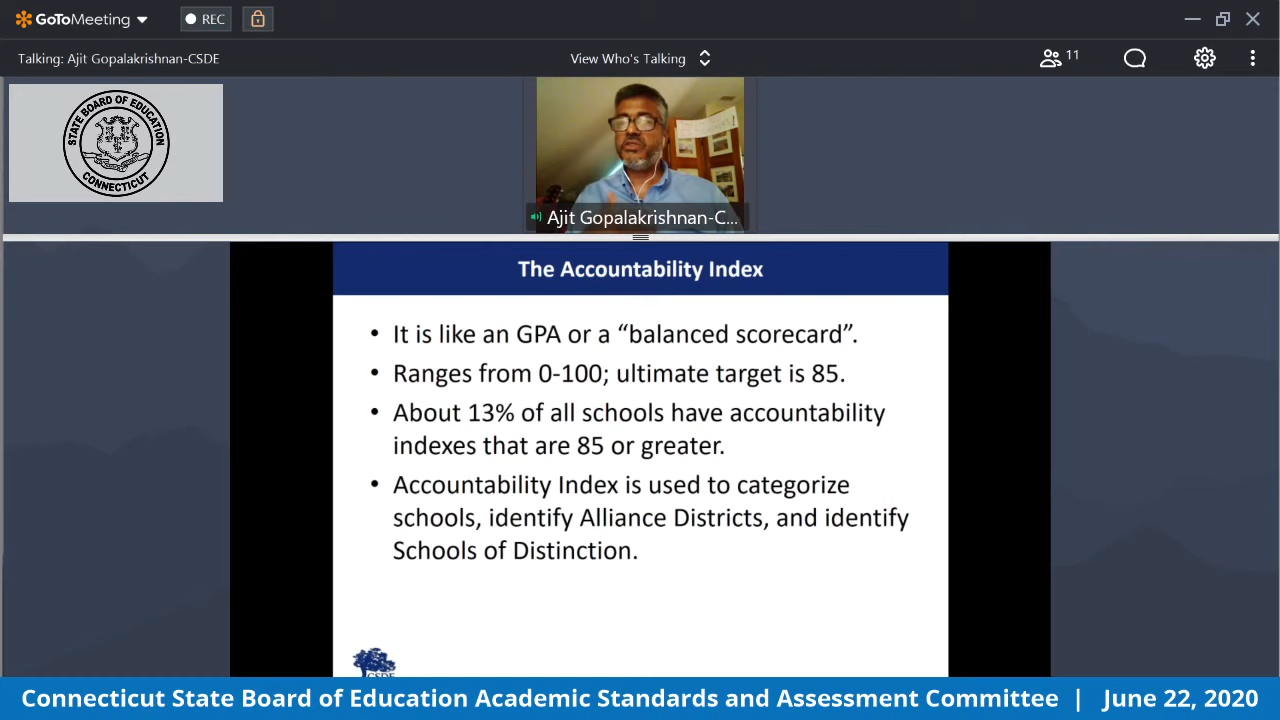 GoToMeeting
REC
Talking: Ajit Gopalakrishnan-CSDE
View Who's Talking
11
STATE BOARD OF EDUCATION
CONNECTICUT
Ajit Gopalakrishnan-C...
The Accountability Index
• It is like an GPA or a “balanced scorecard”.
• Ranges from 0-100; ultimate target is 85.
• About 13% of all schools have accountability
indexes that are 85 or greater.
• Accountability Index is used to categorize
schools, identify Alliance Districts, and identify
Schools of Distinction.
CSDE
Connecticut State Board of Education Academic Standards and Assessment Committee | June 22, 2020